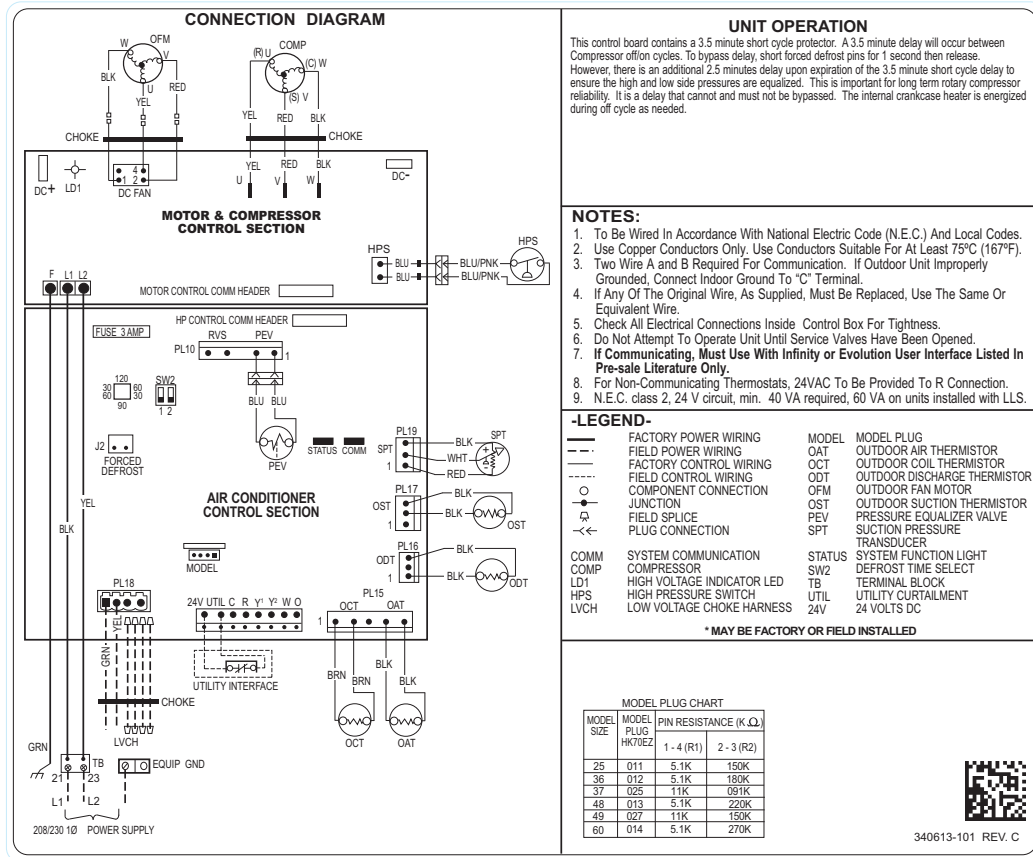 CONNECTION DIAGRAM
W
OFM
V
U
BLK
YEL
RED
COMP
(R) U
(C) W
(S) V
YEL
RED
BLK
CHOKE
CHOKE
YEL
RED
BLK
U
V
W
DC+
LD1
4
1 2
DC FAN
DC-
MOTOR & COMPRESSOR
CONTROL SECTION
HPS
BLU
BLU
BLU/PNK
BLU/PNK
HPS
F L1 L2
MOTOR CONTROL COMM HEADER
HP CONTROL COMM HEADER
FUSE 3 AMP
RVS PEV
PL10
1
120
30 60
60 30
90
SW2
1 2
BLU BLU
PEV
J2
FORCED
DEFROST
STATUS COMM
PL19
SPT
1
BLK
WHT
RED
SPT
PL17
OST
1
BLK
BLK
OST
PL16
ODT
1
BLK
BLK
ODT
YEL
BLK
AIR CONDITIONER
CONTROL SECTION
MODEL
PL18
24V UTIL C R Y¹ Y² W O
PL15
OCT OAT
1
GRN
YEL
UTILITY INTERFACE
BRN
BRN
BLK
BLK
OCT
OAT
CHOKE
LVCH
GRN
TB
21 23
EQUIP GND
L1 L2
208/230 1Ø POWER SUPPLY
UNIT OPERATION
This control board contains a 3.5 minute short cycle protector. A 3.5 minute delay will occur between
Compressor off/on cycles. To bypass delay, short forced defrost pins for 1 second then release.
However, there is an additional 2.5 minutes delay upon expiration of the 3.5 minute short cycle delay to
ensure the high and low side pressures are equalized. This is important for long term rotary compressor
reliability. It is a delay that cannot and must not be bypassed. The internal crankcase heater is energized
during off cycle as needed.
NOTES:
1. To Be Wired In Accordance With National Electric Code (N.E.C.) And Local Codes.
2. Use Copper Conductors Only. Use Conductors Suitable For At Least 75ºC (167ºF).
3. Two Wire A and B Required For Communication. If Outdoor Unit Improperly
Grounded, Connect Indoor Ground To “C” Terminal.
4. If Any Of The Original Wire, As Supplied, Must Be Replaced, Use The Same Or
Equivalent Wire.
5. Check All Electrical Connections Inside Control Box For Tightness.
6. Do Not Attempt To Operate Unit Until Service Valves Have Been Opened.
7. If Communicating, Must Use With Infinity or Evolution User Interface Listed In
Pre-sale Literature Only.
8. For Non-Communicating Thermostats, 24VAC To Be Provided To R Connection.
9. N.E.C. class 2, 24 V circuit, min. 40 VA required, 60 VA on units installed with LLS.
-LEGEND-
FACTORY POWER WIRING
FIELD POWER WIRING
FACTORY CONTROL WIRING
FIELD CONTROL WIRING
COMPONENT CONNECTION
JUNCTION
FIELD SPLICE
PLUG CONNECTION
COMM SYSTEM COMMUNICATION
COMP COMPRESSOR
LD1 HIGH VOLTAGE INDICATOR LED
HPS HIGH PRESSURE SWITCH
LVCH LOW VOLTAGE CHOKE HARNESS
MODEL MODEL PLUG
OAT OUTDOOR AIR THERMISTOR
OCT OUTDOOR COIL THERMISTOR
ODT OUTDOOR DISCHARGE THERMISTOR
OFM OUTDOOR FAN MOTOR
OST OUTDOOR SUCTION THERMISTOR
PEV PRESSURE EQUALIZER VALVE
SPT SUCTION PRESSURE
TRANSDUCER
STATUS SYSTEM FUNCTION LIGHT
SW2 DEFROST TIME SELECT
TB TERMINAL BLOCK
UTIL UTILITY CURTAILMENT
24V 24 VOLTS DC
* MAY BE FACTORY OR FIELD INSTALLED
MODEL PLUG CHART
MODEL SIZE MODEL PLUG HK70EZ PIN RESISTANCE (K Ω)
1 - 4 (R1) 2 - 3 (R2)
25 011 5.1K 150K
36 012 5.1K 180K
37 025 11K 091K
48 013 5.1K 220K
49 027 11K 150K
60 014 5.1K 270K
340613-101 REV. C